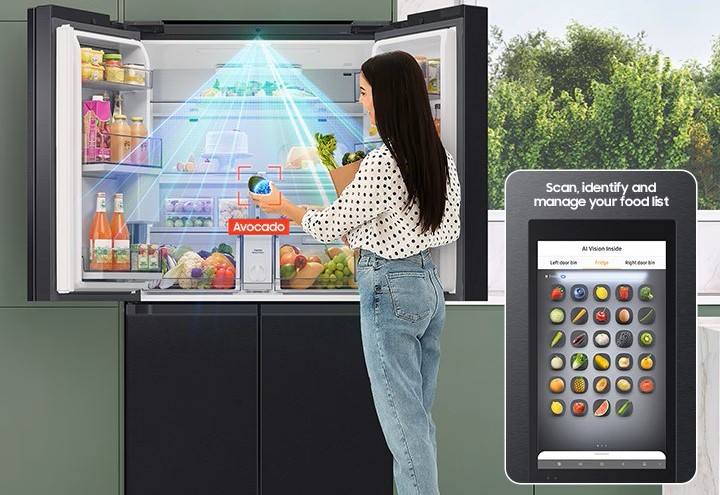 Scan, identify and
manage your food list
AI Vision Inside
Left door bin
Fridge
Right door bin
Avocado